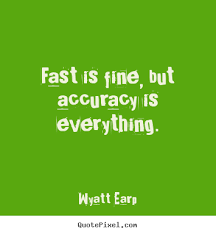 Fast is fine, but
accuracy is
everything.
Wyatt Earp
QuotePixel.com